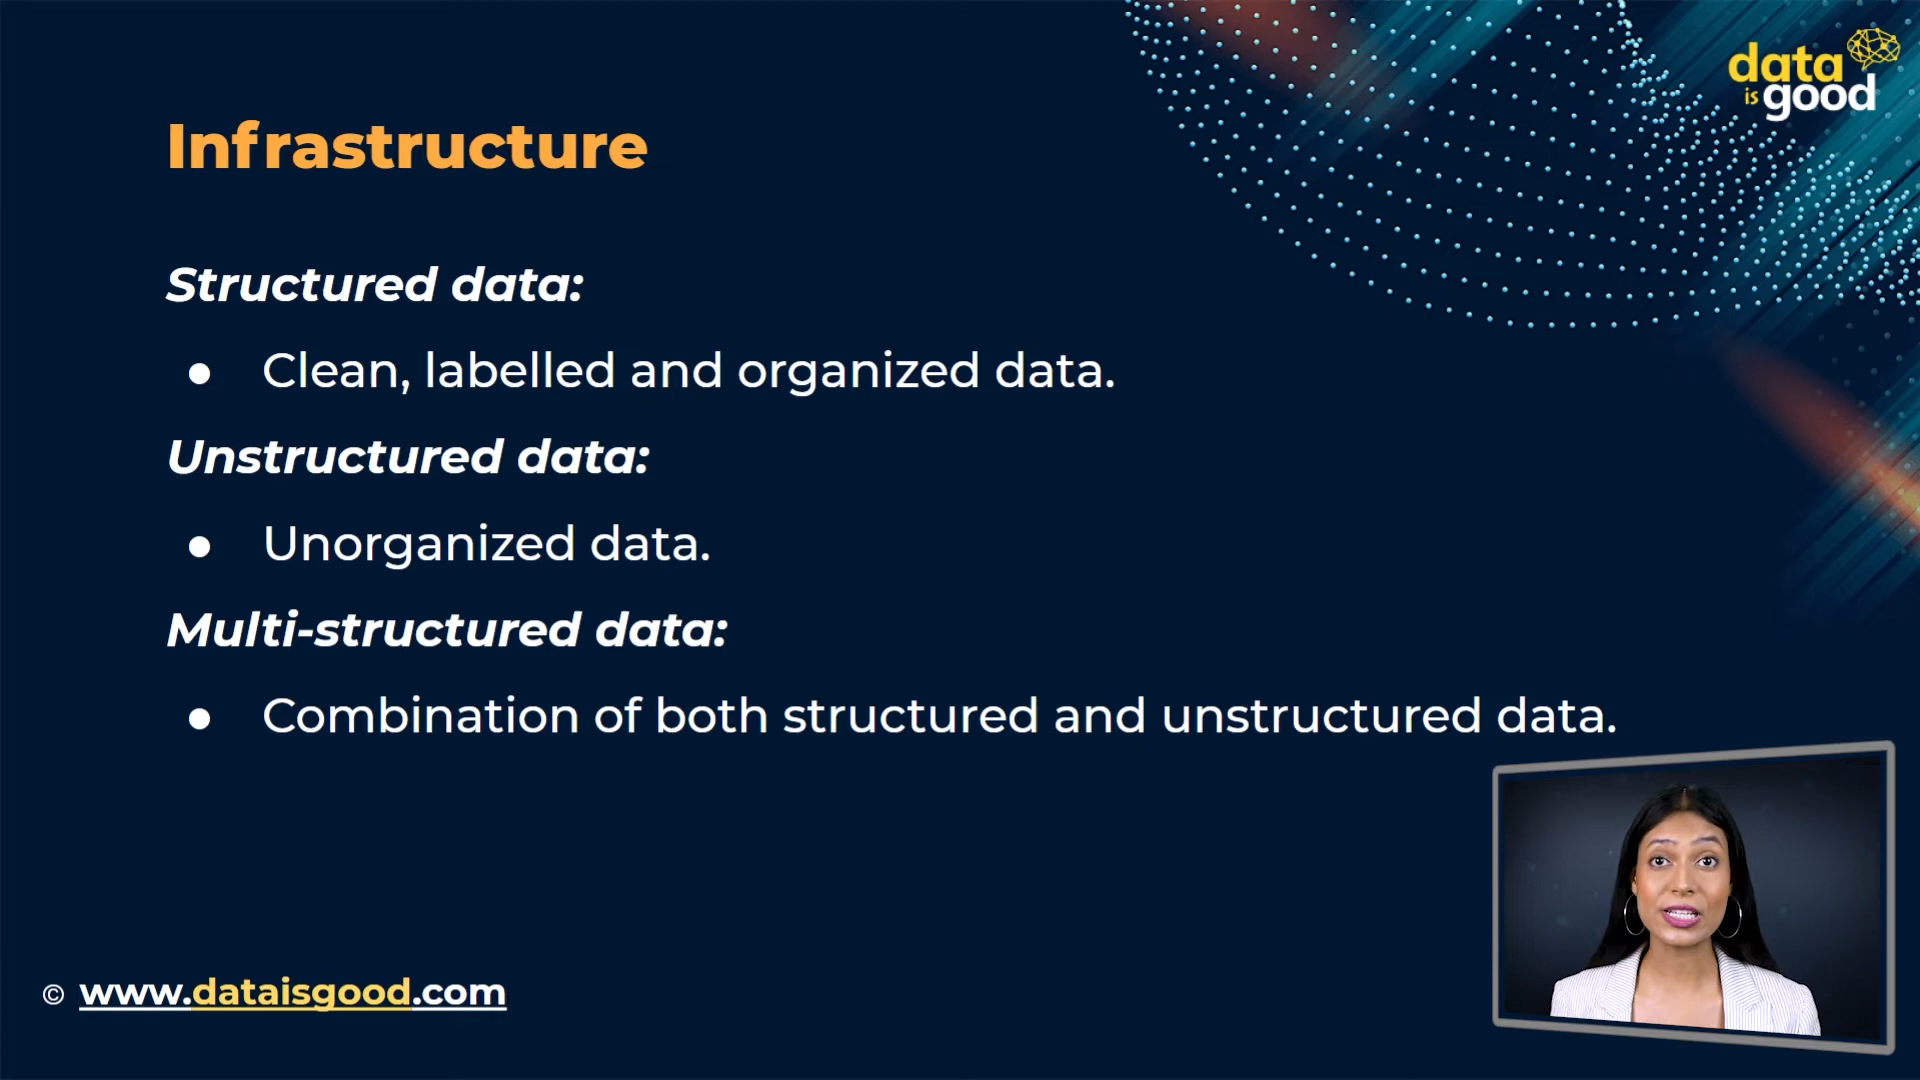 data
is good
Infrastructure
Structured data:
● Clean, labelled and organized data.
Unstructured data:
● Unorganized data.
Multi-structured data:
● Combination of both structured and unstructured data.
© www.dataisgood.com